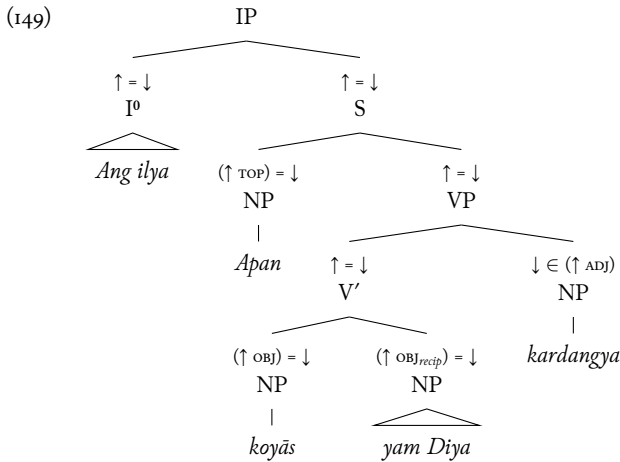 (149) IP
↑ = ↓ ↑ = ↓
I⁰ S
Ang ilya (↑ TOP) = ↓ ↑ = ↓
NP VP
Apan ↑ = ↓ ↓ ∈ (↑ ADJ)
V′ NP
(↑ OBJ) = ↓ (↑ OBJrecip) = ↓ kardangya
NP NP
koyās yam Diya